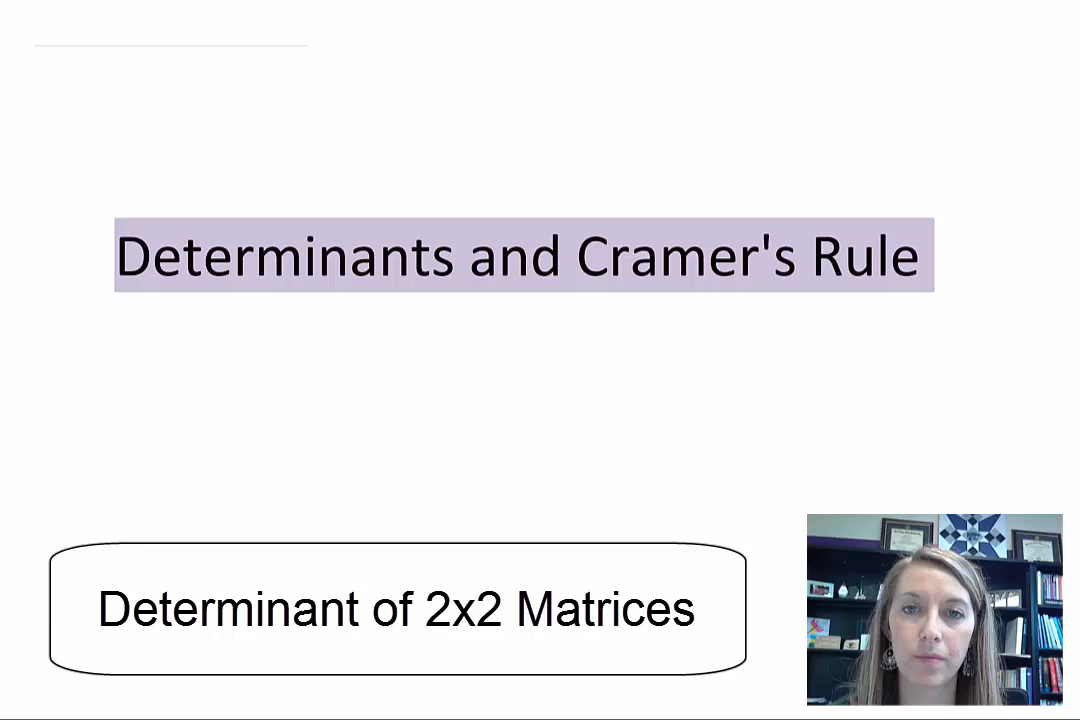 Determinants and Cramer's Rule
Determinant of 2x2 Matrices